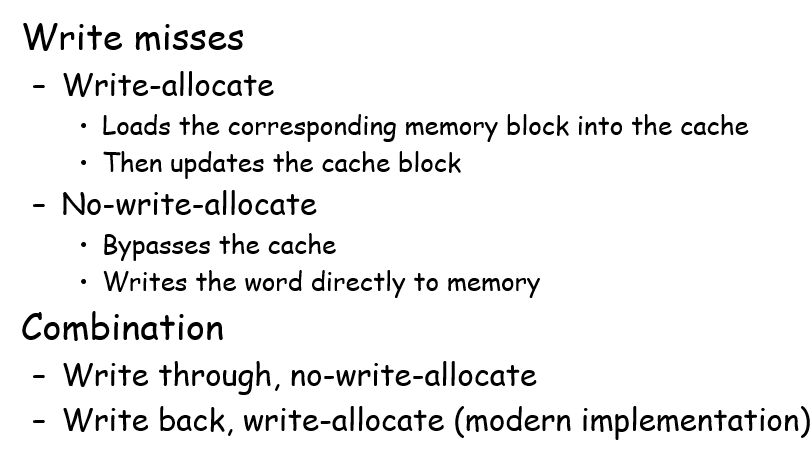 Write misses
– Write-allocate
• Loads the corresponding memory block into the cache
• Then updates the cache block
– No-write-allocate
• Bypasses the cache
• Writes the word directly to memory
Combination
– Write through, no-write-allocate
– Write back, write-allocate (modern implementation)